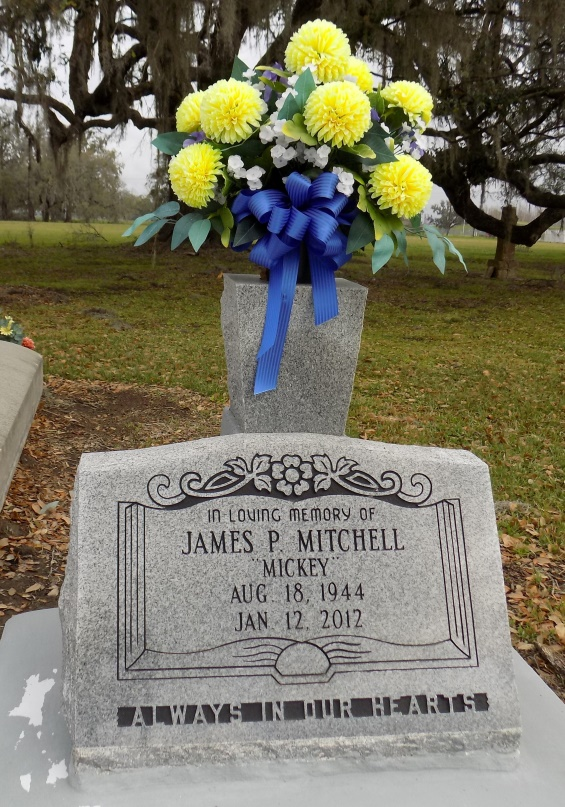 IN LOVING MEMORY OF
JAMES P. MITCHELL
"MICKEY"
AUG. 18, 1944
JAN. 12, 2012
ALWAYS IN OUR HEARTS